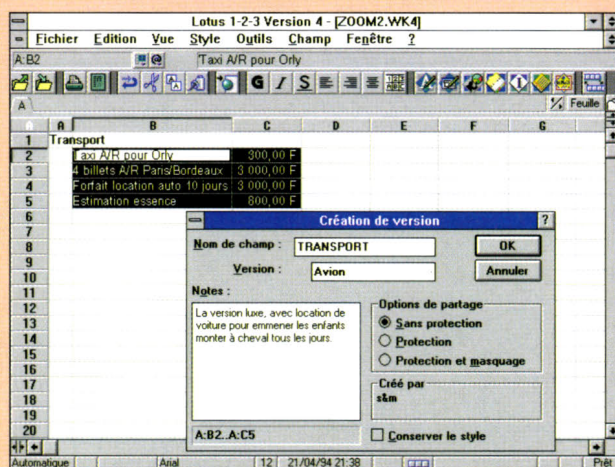 Lotus 1-2-3 Version 4 - [ZOOM2.WK4]
Fichier Edition Vue Style Outils Champ Fenêtre ?
A:B2 @ 'Taxi A/R pour Orly
G I S
A Feuille
A B C D E F G
1 Transport
2 Taxi A/R pour Orly 300,00 F
3 4 billets A/R Paris/Bordeaux 3 000,00 F
4 Forfait location auto 10 jours 3 000,00 F
5 Estimation essence 800,00 F
6
7
8
9
10
11
12
13
14
15
16
17
18
19
20
Création de version ?
Nom de champ : TRANSPORT OK
Version : Avion Annuler
Notes :
La version luxe, avec location de
voiture pour emmener les enfants
monter à cheval tous les jours.
Options de partage
Sans protection
Protection
Protection et masquage
Créé par
s&m
A:B2..A:C5
Conserver le style
Automatique Arial 12 21/04/94 21:38 Prêt